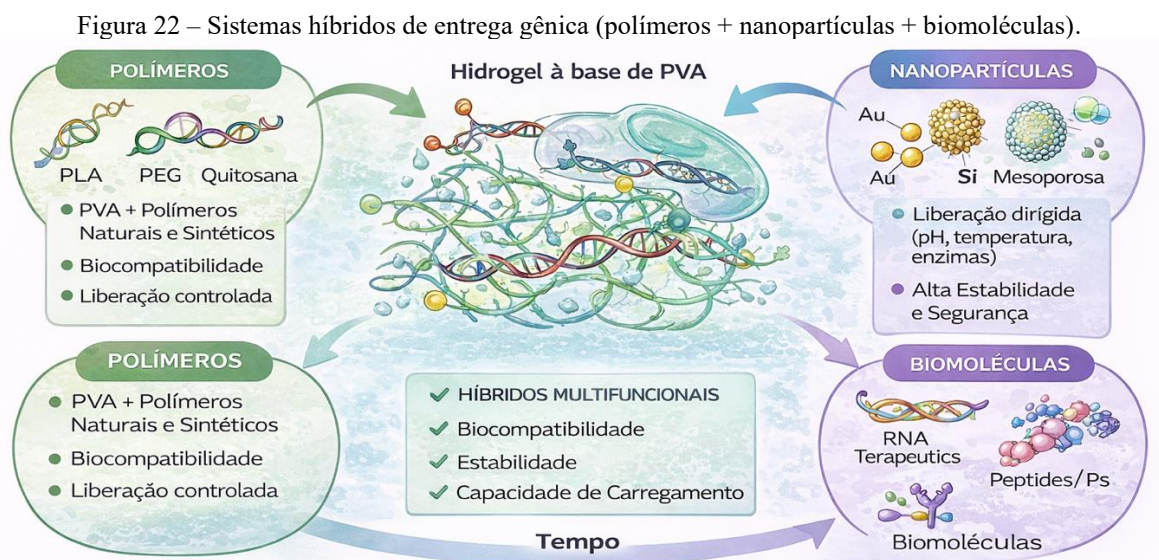 Figura 22 – Sistemas híbridos de entrega gênica (polímeros + nanopartículas + biomoléculas).
POLÍMEROS
PLA
PEG
Quitosana
PVA + Polímeros
Naturais e Sintéticos
Biocompatibilidade
Liberação controlada
Hidrogel à base de PVA
NANOPARTÍCULAS
Au
Aú
Si
Mesoporosa
Liberação dirígida
(pH, temperatura,
enzimas)
Alta Estabilidade
e Segurança
POLÍMEROS
PVA + Polímeros
Naturais e Sintéticos
Biocompatibilidade
Liberação controlada
HÍBRIDOS MULTIFUNCIONAIS
Biocompatibilidade
Estabilidade
Capacidade de Carregamento
BIOMOLÉCULAS
RNA
Terapeutics
Peptides/Ps
Biomoléculas
Tempo